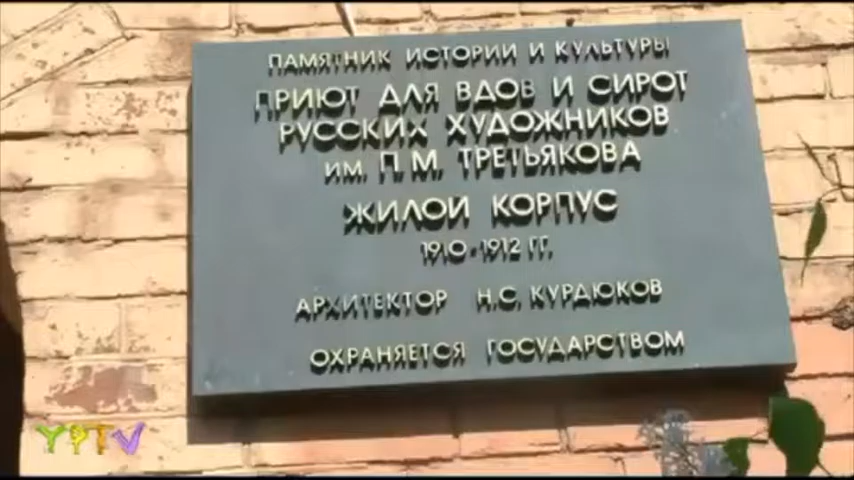 ПАМЯТНИК ИСТОРИИ И КУЛЬТУРЫ
ПРИЮТ ДЛЯ ВДОВ И СИРОТ
РУССКИХ ХУДОЖНИКОВ
ИМ. П.М. ТРЕТЬЯКОВА
ЖИЛОЙ КОРПУС
1910-1912 ГГ.
АРХИТЕКТОР Н.С. КУРДЮКОВ
ОХРАНЯЕТСЯ ГОСУДАРСТВОМ
YPTV